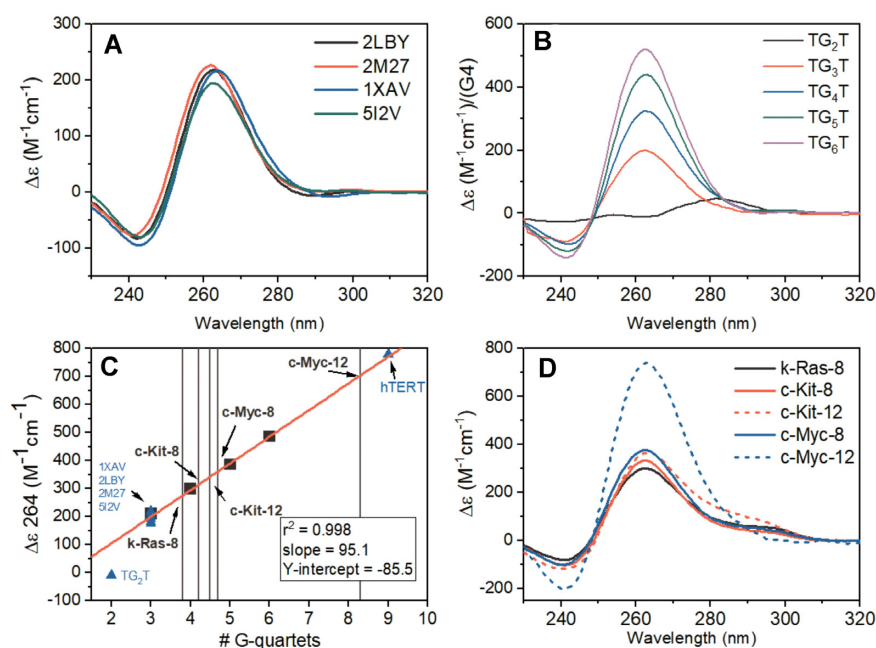 A
2LBY
2M27
1XAV
5I2V
300
200
100
0
-100
Δε (M⁻¹cm⁻¹)
240 260 280 300 320
Wavelength (nm)
B
TG₂T
TG₃T
TG₄T
TG₅T
TG₆T
600
400
200
0
-200
Δε (M⁻¹cm⁻¹)/(G4)
240 260 280 300 320
Wavelength (nm)
C
800
700
600
500
400
300
200
100
0
-100
Δε 264 (M⁻¹cm⁻¹)
c-Myc-12
hTERT
c-Myc-8
c-Kit-8
1XAV
2LBY
2M27
5I2V
c-Kit-12
k-Ras-8
TG₂T
r² = 0.998
slope = 95.1
Y-intercept = -85.5
2 3 4 5 6 7 8 9 10
# G-quartets
D
k-Ras-8
c-Kit-8
c-Kit-12
c-Myc-8
c-Myc-12
800
600
400
200
0
-200
Δε (M⁻¹cm⁻¹)
240 260 280 300 320
Wavelength (nm)